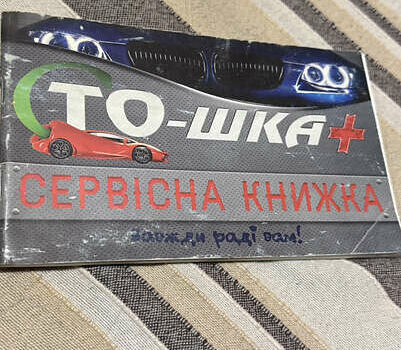 ТО-ШКА+
СЕРВІСНА КНИЖКА
завжди раді вам!